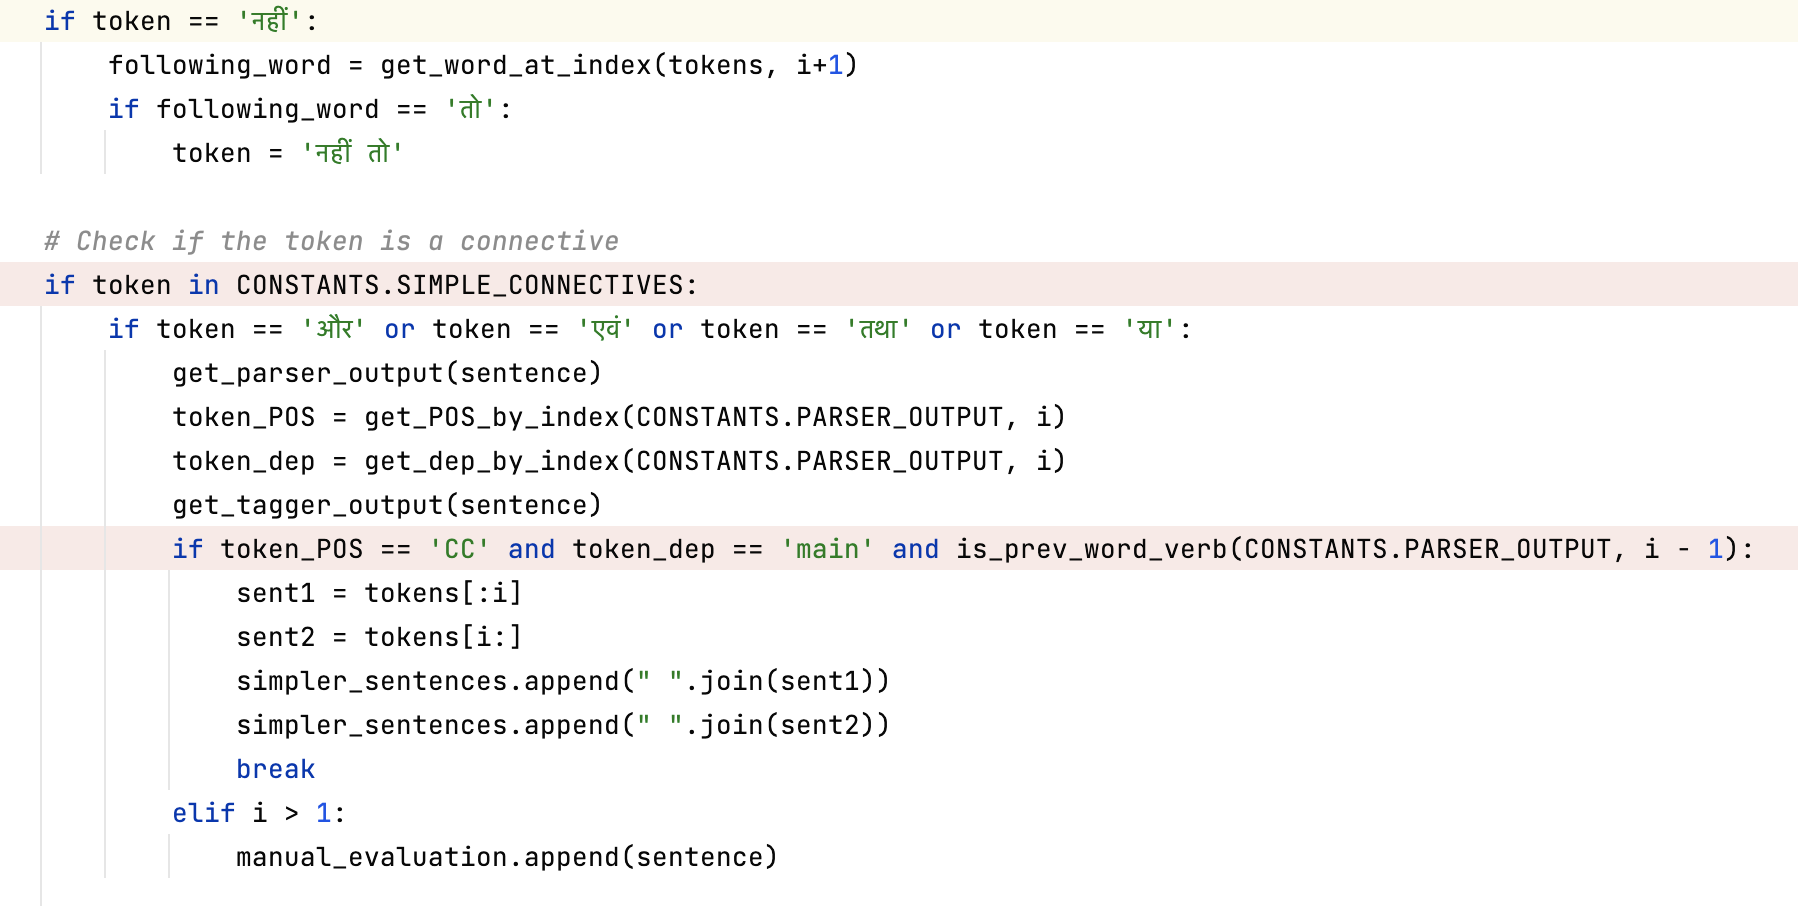 if token == 'नहीं':
following_word = get_word_at_index(tokens, i+1)
if following_word == 'तो':
token = 'नहीं तो'
# Check if the token is a connective
if token in CONSTANTS.SIMPLE_CONNECTIVES:
if token == 'और' or token == 'एवं' or token == 'तथा' or token == 'या':
get_parser_output(sentence)
token_POS = get_POS_by_index(CONSTANTS.PARSER_OUTPUT, i)
token_dep = get_dep_by_index(CONSTANTS.PARSER_OUTPUT, i)
get_tagger_output(sentence)
if token_POS == 'CC' and token_dep == 'main' and is_prev_word_verb(CONSTANTS.PARSER_OUTPUT, i - 1):
sent1 = tokens[:i]
sent2 = tokens[i:]
simpler_sentences.append(" ".join(sent1))
simpler_sentences.append(" ".join(sent2))
break
elif i > 1:
manual_evaluation.append(sentence)